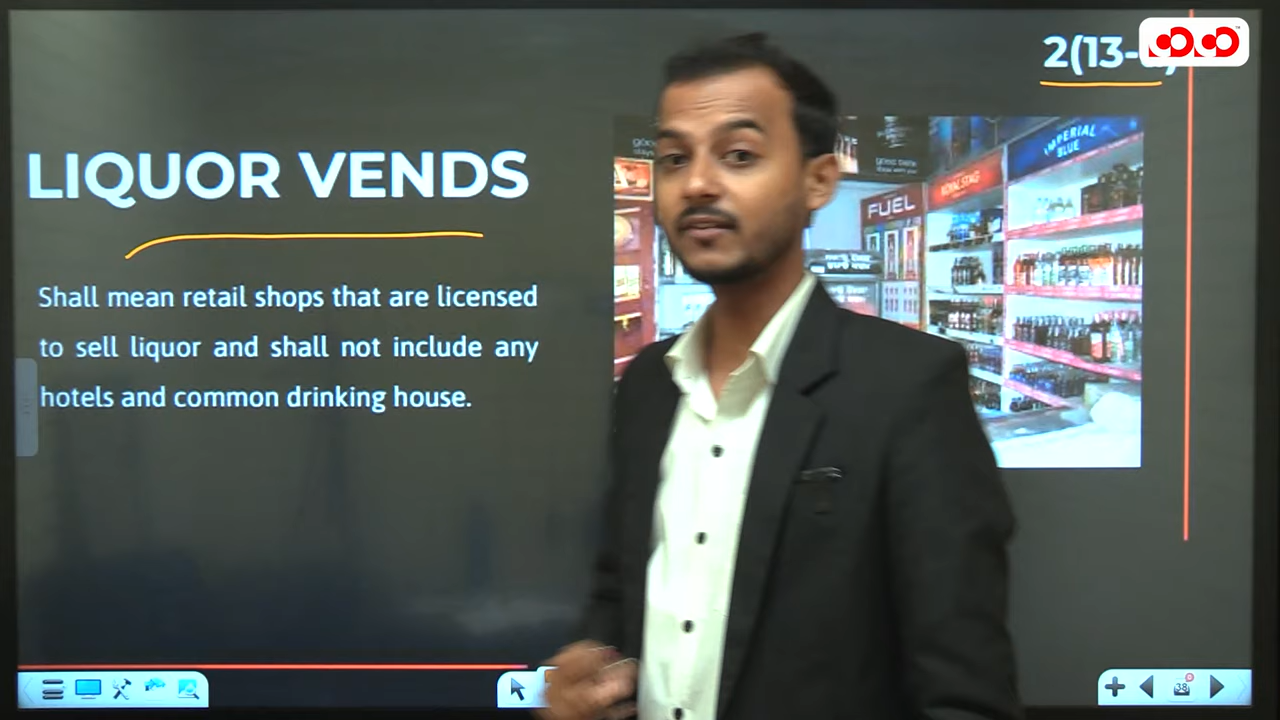 2(13-
LIQUOR VENDS
Shall mean retail shops that are licensed
to sell liquor and shall not include any
hotels and common drinking house.
FUEL
ROYAL STAG
IMPERIAL
BLUE
38